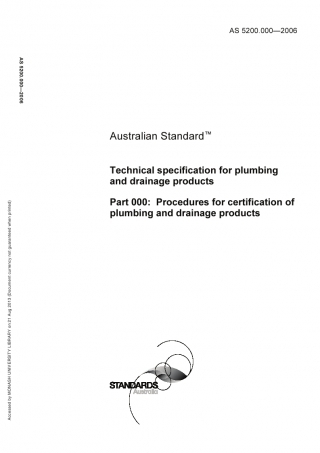 AS 5200.000—2006
AS 5200.000—2006
Australian Standard™
Technical specification for plumbing
and drainage products
Part 000: Procedures for certification of
plumbing and drainage products
Accessed by MONASH UNIVERSITY LIBRARY on 21 Aug 2013 (Document currency not guaranteed when printed)
STANDARDS
Australia